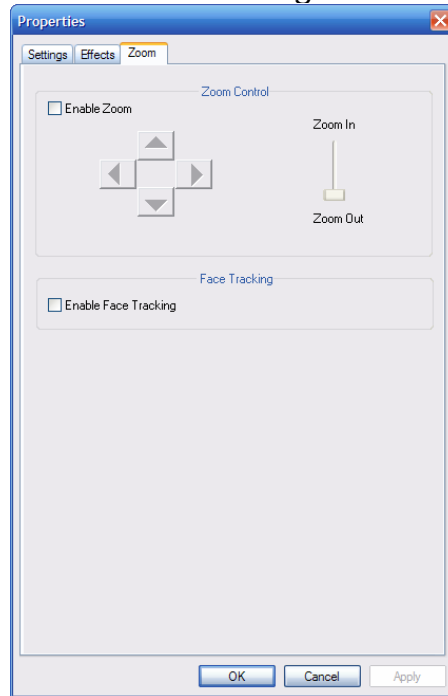 Properties
Settings Effects Zoom
Zoom Control
Enable Zoom
Zoom In
Zoom Out
Face Tracking
Enable Face Tracking
OK Cancel Apply